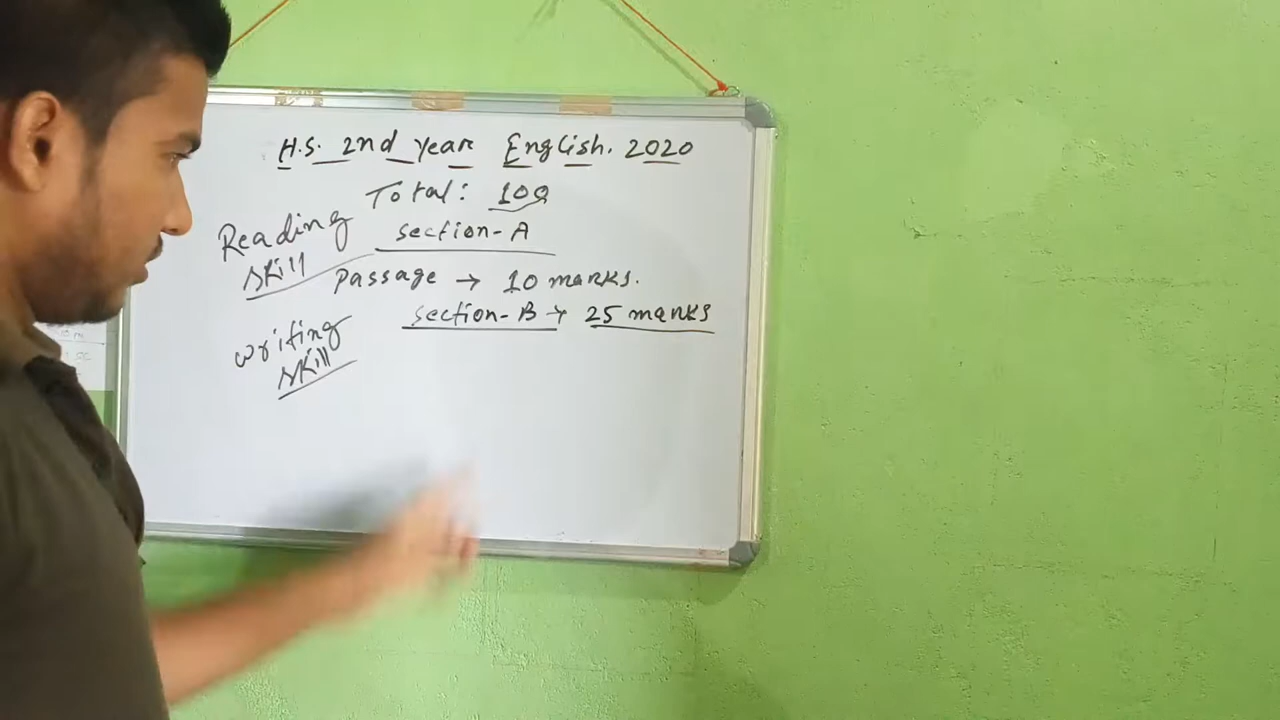 H.S. 2nd year English. 2020
Total: 100
Reading
skill
section-A
Passage → 10 marks.
section-B → 25 marks
writing
skill